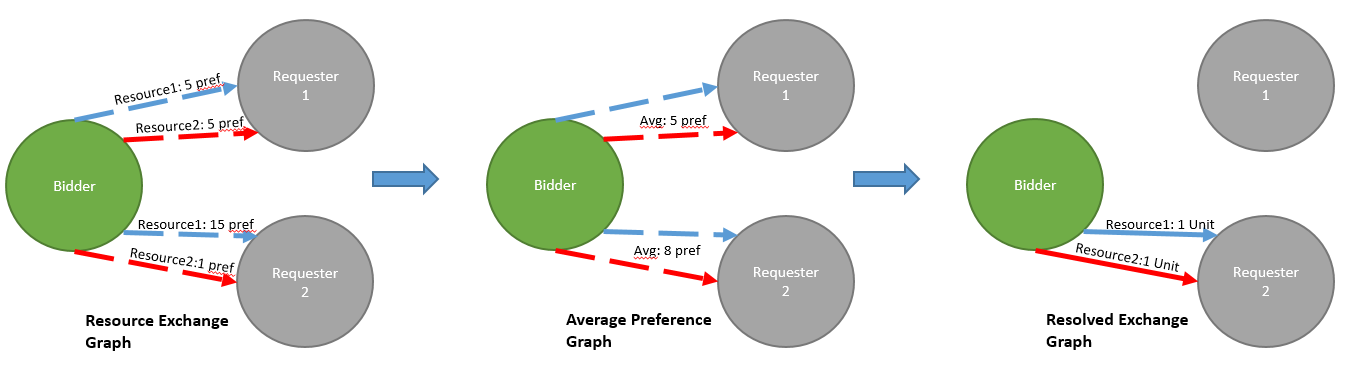 Requester
1
Resource1: 5 pref
Resource2: 5 pref
Bidder
Resource1: 15 pref
Resource2:1 pref
Requester
2
Resource Exchange
Graph
Requester
1
Avg: 5 pref
Bidder
Avg: 8 pref
Requester
2
Average Preference
Graph
Requester
1
Bidder
Resource1: 1 Unit
Resource2:1 Unit
Requester
2
Resolved Exchange
Graph